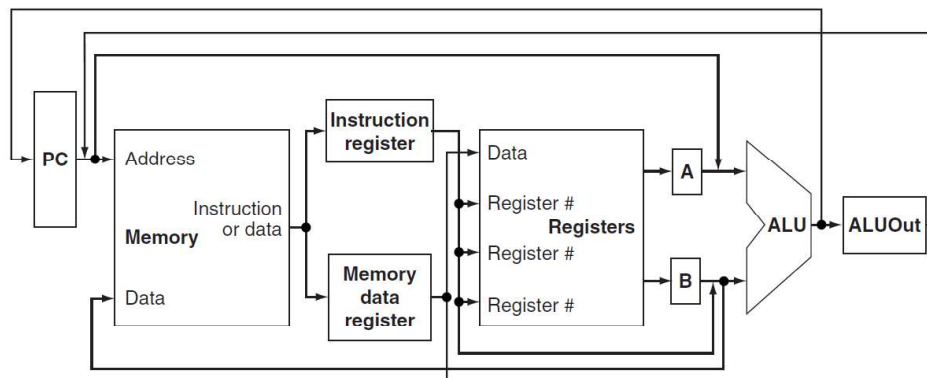 PC
Address
Instruction
or data
Memory
Data
Instruction
register
Memory
data
register
Data
Register #
Registers
Register #
Register #
A
B
ALU
ALUOut